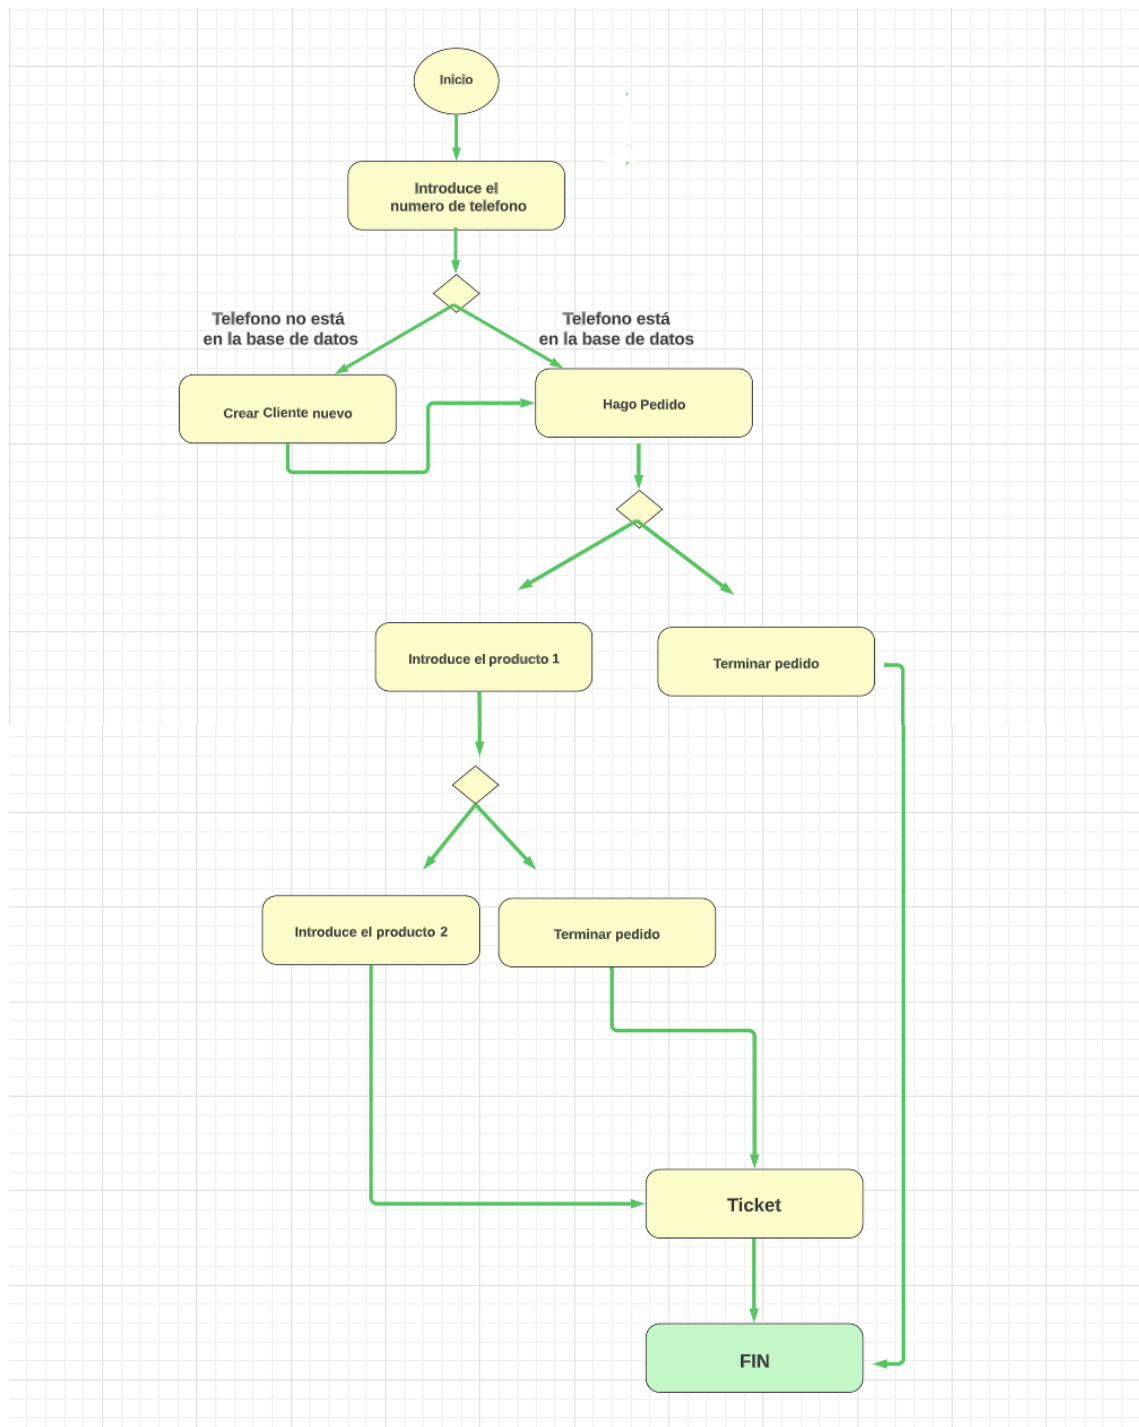 Inicio
Introduce el
numero de telefono
Telefono no está
en la base de datos
Telefono está
en la base de datos
Crear Cliente nuevo
Hago Pedido
Introduce el producto 1
Terminar pedido
Introduce el producto 2
Terminar pedido
Ticket
FIN